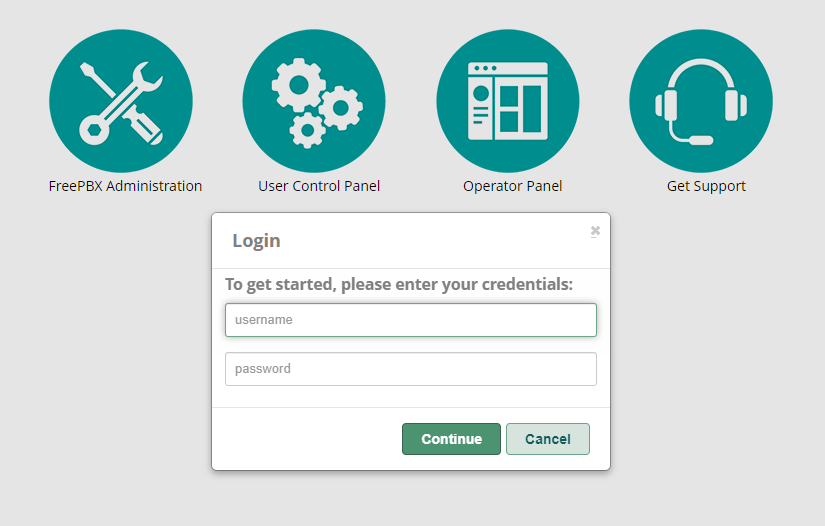 FreePBX Administration
User Control Panel
Operator Panel
Get Support
Login
To get started, please enter your credentials:
username
password
Continue
Cancel